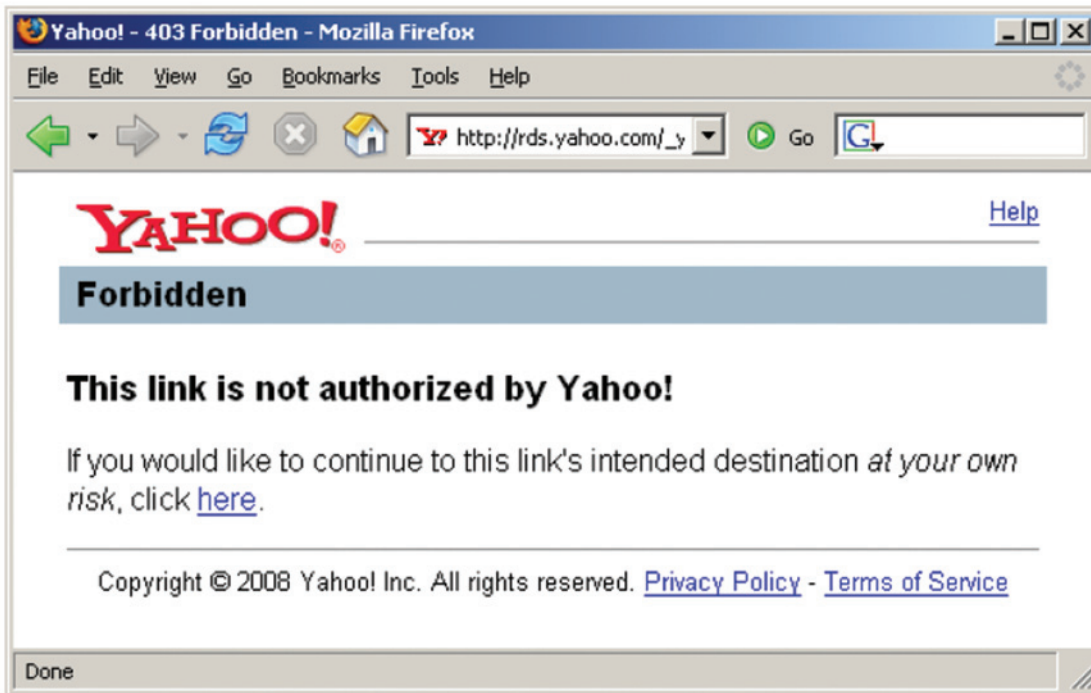 Yahoo! - 403 Forbidden - Mozilla Firefox
File Edit View Go Bookmarks Tools Help
Y! http://rds.yahoo.com/_y Go G
YAHOO!® Help
Forbidden
This link is not authorized by Yahoo!
If you would like to continue to this link's intended destination at your own
risk, click here.
Copyright © 2008 Yahoo! Inc. All rights reserved. Privacy Policy - Terms of Service
Done